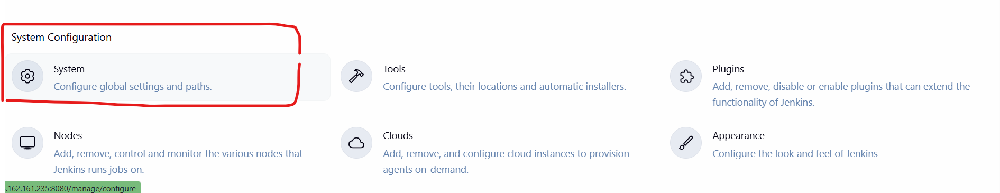 System Configuration
System
Configure global settings and paths.
Tools
Configure tools, their locations and automatic installers.
Plugins
Add, remove, disable or enable plugins that can extend the
functionality of Jenkins.
Nodes
Add, remove, control and monitor the various nodes that
Jenkins runs jobs on.
Clouds
Add, remove, and configure cloud instances to provision
agents on-demand.
Appearance
Configure the look and feel of Jenkins
.162.161.235:8080/manage/configure